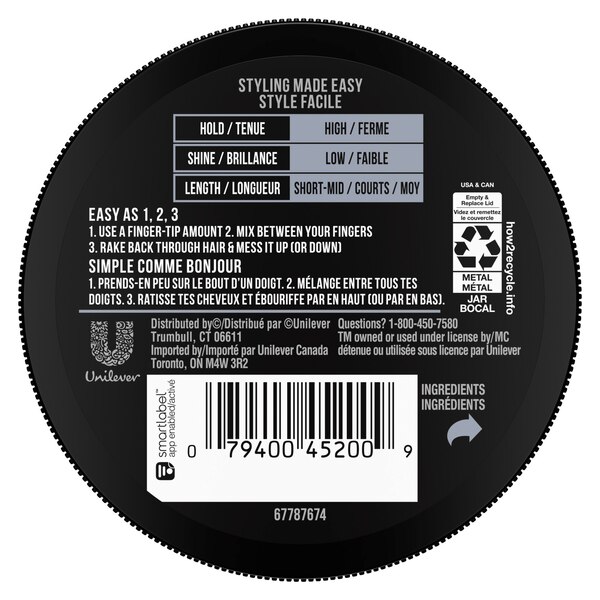 STYLING MADE EASY
STYLE FACILE
HOLD / TENUE HIGH / FERME
SHINE / BRILLANCE LOW / FAIBLE
LENGTH / LONGUEUR SHORT-MID / COURTS / MOY
EASY AS 1, 2, 3
1. USE A FINGER-TIP AMOUNT 2. MIX BETWEEN YOUR FINGERS
3. RAKE BACK THROUGH HAIR & MESS IT UP (OR DOWN)
SIMPLE COMME BONJOUR
1. PRENDS-EN PEU SUR LE BOUT D'UN DOIGT. 2. MÉLANGE ENTRE TOUS TES
DOIGTS. 3. RATISSE TES CHEVEUX ET ÉBOURIFFE PAR EN HAUT (OU PAR EN BAS).
USA & CAN
Empty &
Replace Lid
Videz et remettez
le couvercle
METAL
MÉTAL
JAR
BOCAL
how2recycle.info
Unilever
Distributed by©/Distribué par ©Unilever
Trumbull, CT 06611
Imported by/Importé par Unilever Canada
Toronto, ON M4W 3R2
Questions? 1-800-450-7580
TM owned or used under license by/MC
détenue ou utilisée sous licence par Unilever
smartlabel™
app enabled/activé
0 79400 45200 9
INGREDIENTS
INGRÉDIENTS
67787674